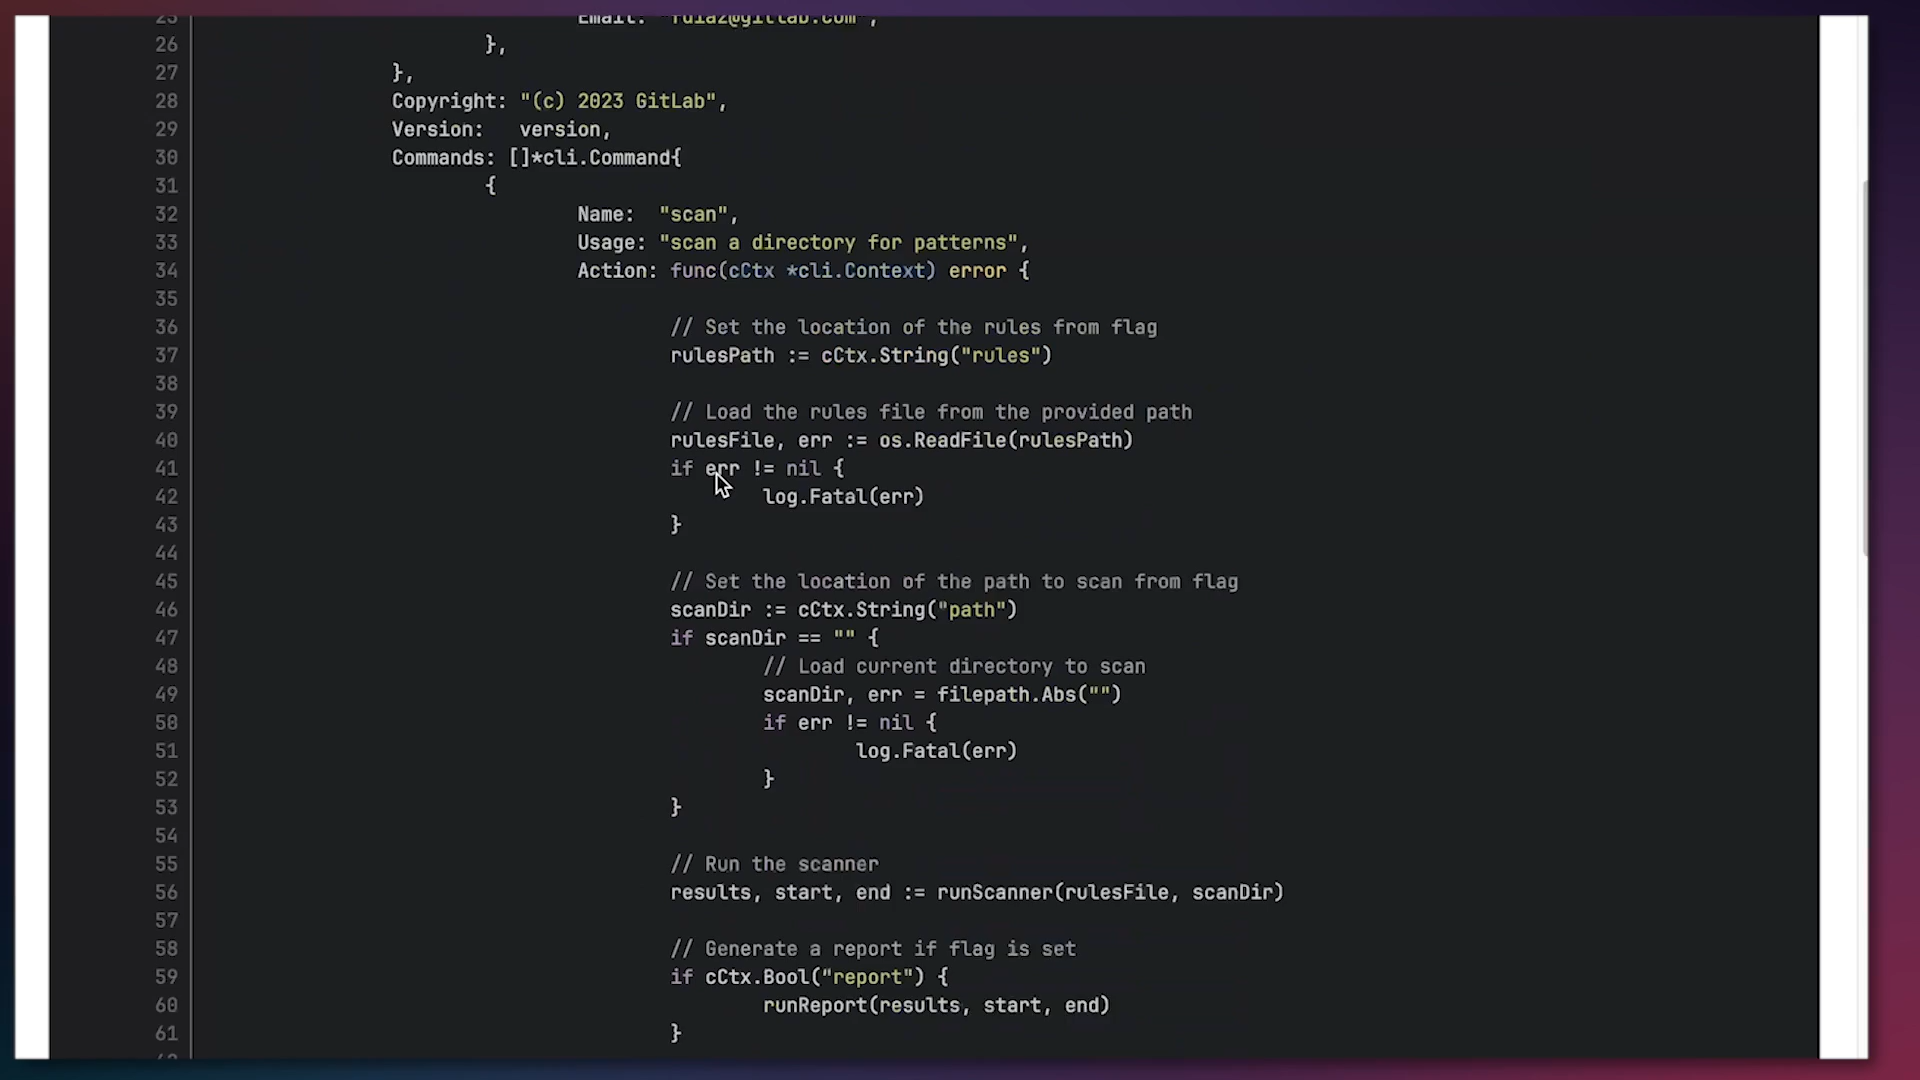 25 Email: "fdiaz@gitlab.com",
26 },
27 },
28 Copyright: "(c) 2023 GitLab",
29 Version: version,
30 Commands: []*cli.Command{
31 {
32 Name: "scan",
33 Usage: "scan a directory for patterns",
34 Action: func(cCtx *cli.Context) error {
35
36 // Set the location of the rules from flag
37 rulesPath := cCtx.String("rules")
38
39 // Load the rules file from the provided path
40 rulesFile, err := os.ReadFile(rulesPath)
41 if err != nil {
42 log.Fatal(err)
43 }
44
45 // Set the location of the path to scan from flag
46 scanDir := cCtx.String("path")
47 if scanDir == "" {
48 // Load current directory to scan
49 scanDir, err = filepath.Abs("")
50 if err != nil {
51 log.Fatal(err)
52 }
53 }
54
55 // Run the scanner
56 results, start, end := runScanner(rulesFile, scanDir)
57
58 // Generate a report if flag is set
59 if cCtx.Bool("report") {
60 runReport(results, start, end)
61 }